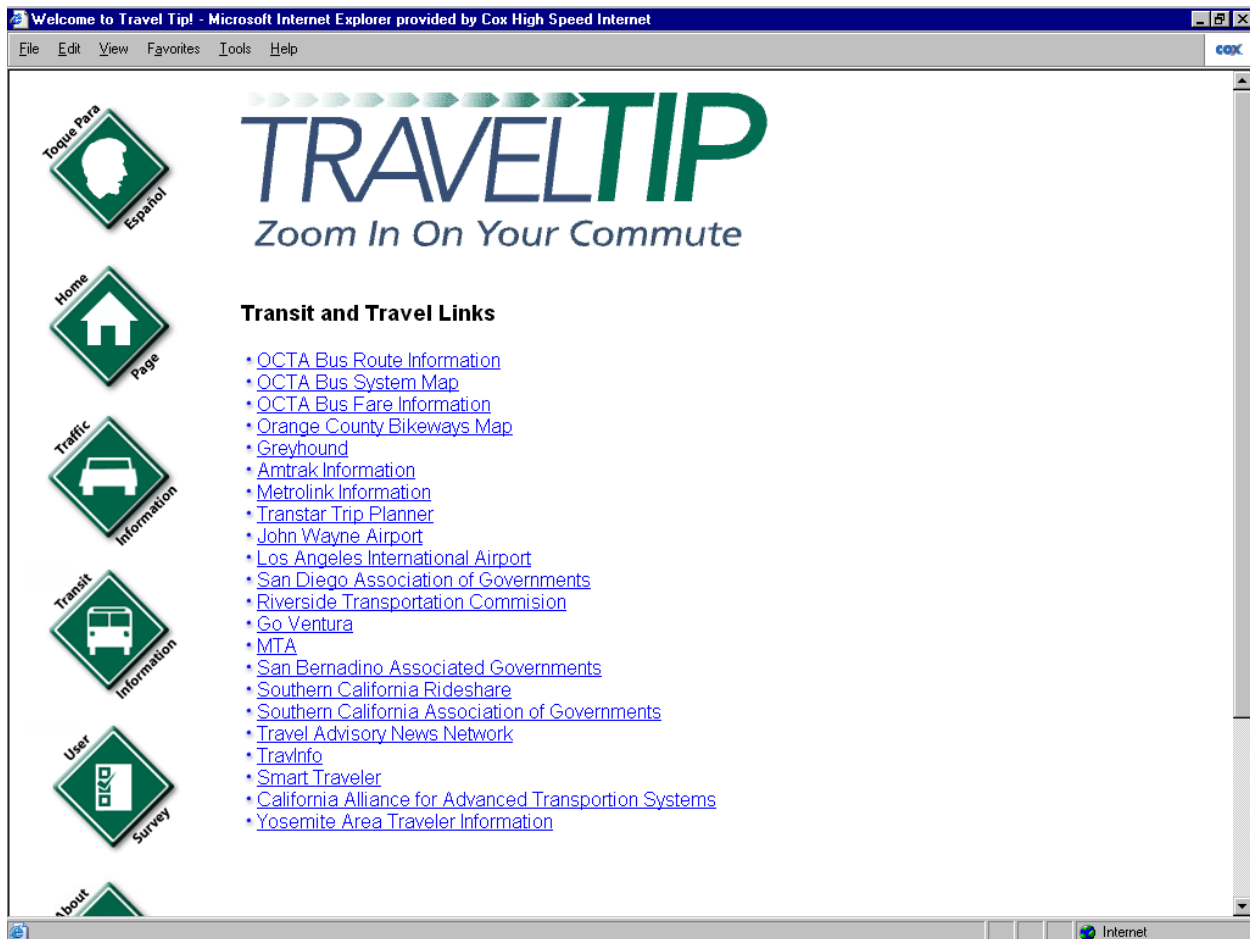 Welcome to Travel Tip! - Microsoft Internet Explorer provided by Cox High Speed Internet
File Edit View Favorites Tools Help
cox
Toque Para
Español
TRAVELTIP
Zoom In On Your Commute
Home
Page
Transit and Travel Links
• OCTA Bus Route Information
• OCTA Bus System Map
• OCTA Bus Fare Information
• Orange County Bikeways Map
• Greyhound
• Amtrak Information
• Metrolink Information
• Transtar Trip Planner
• John Wayne Airport
• Los Angeles International Airport
• San Diego Association of Governments
• Riverside Transportation Commision
• Go Ventura
• MTA
• San Bernadino Associated Governments
• Southern California Rideshare
• Southern California Association of Governments
• Travel Advisory News Network
• TravInfo
• Smart Traveler
• California Alliance for Advanced Transportion Systems
• Yosemite Area Traveler Information
Traffic
Information
Transit
Information
User
Survey
About
Internet